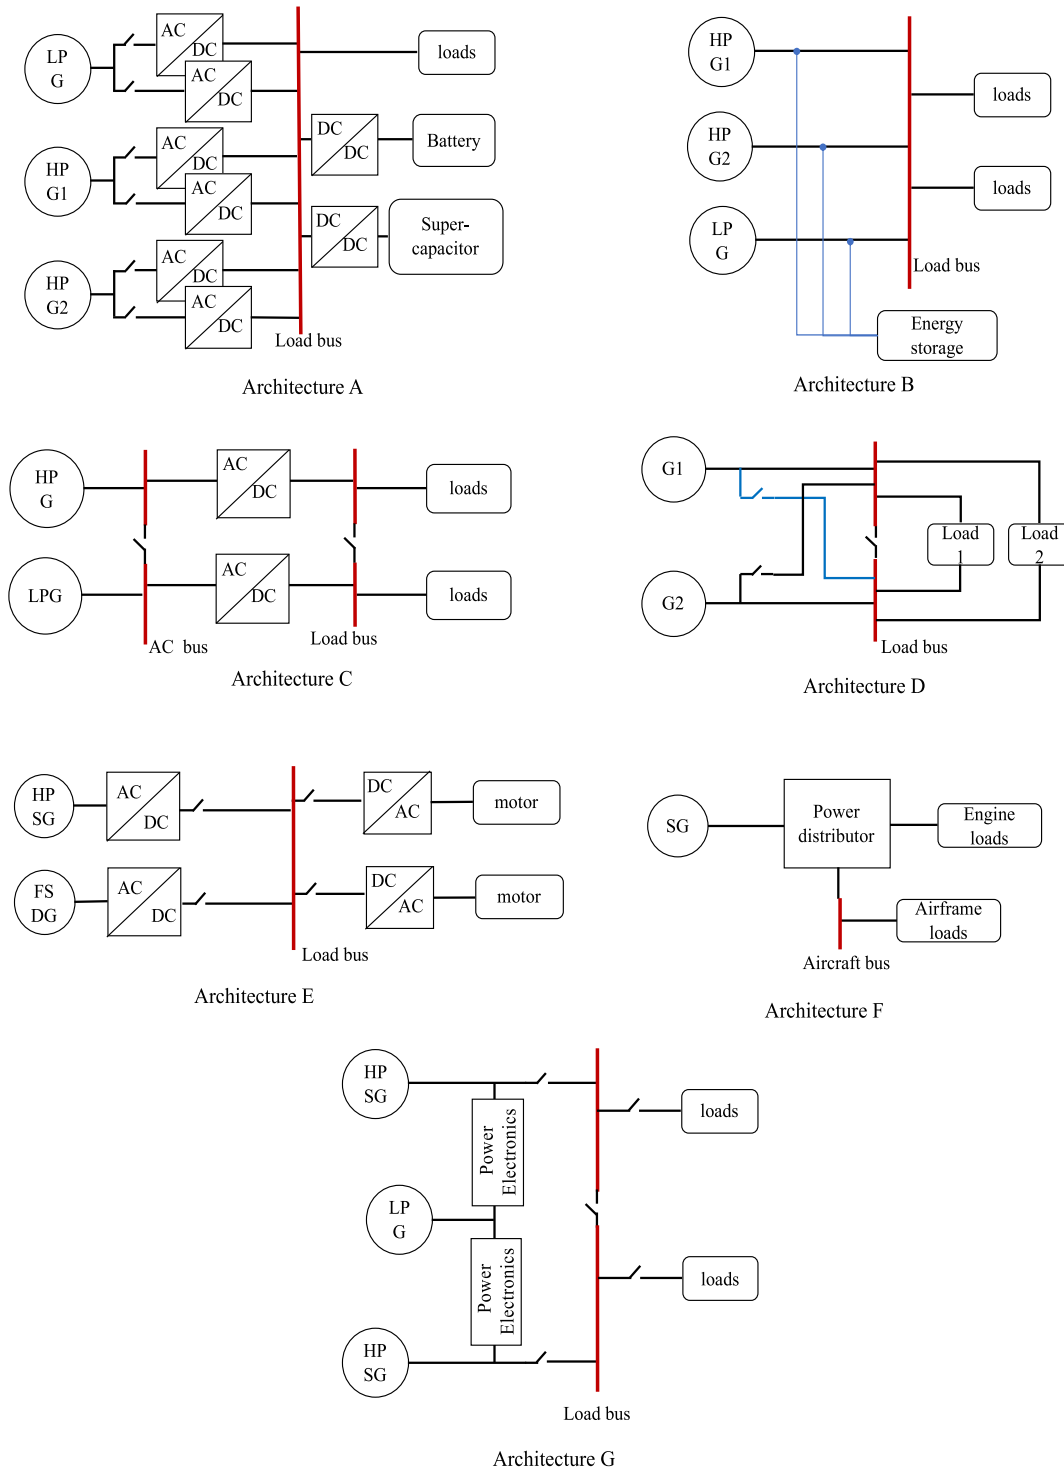 LP
G
AC
DC
AC
DC
loads
HP
G1
AC
DC
AC
DC
DC
DC
Battery
HP
G2
AC
DC
AC
DC
DC
DC
Super-
capacitor
Load bus
Architecture A
HP
G1
HP
G2
LP
G
loads
loads
Load bus
Energy
storage
Architecture B
HP
G
AC
DC
loads
LPG
AC
DC
loads
AC bus
Load bus
Architecture C
G1
G2
Load
1
Load
2
Load bus
Architecture D
HP
SG
AC
DC
DC
AC
motor
FS
DG
AC
DC
DC
AC
motor
Load bus
Architecture E
SG
Power
distributor
Engine
loads
Airframe
loads
Aircraft bus
Architecture F
HP
SG
Power
Electronics
loads
LP
G
Power
Electronics
loads
HP
SG
Load bus
Architecture G